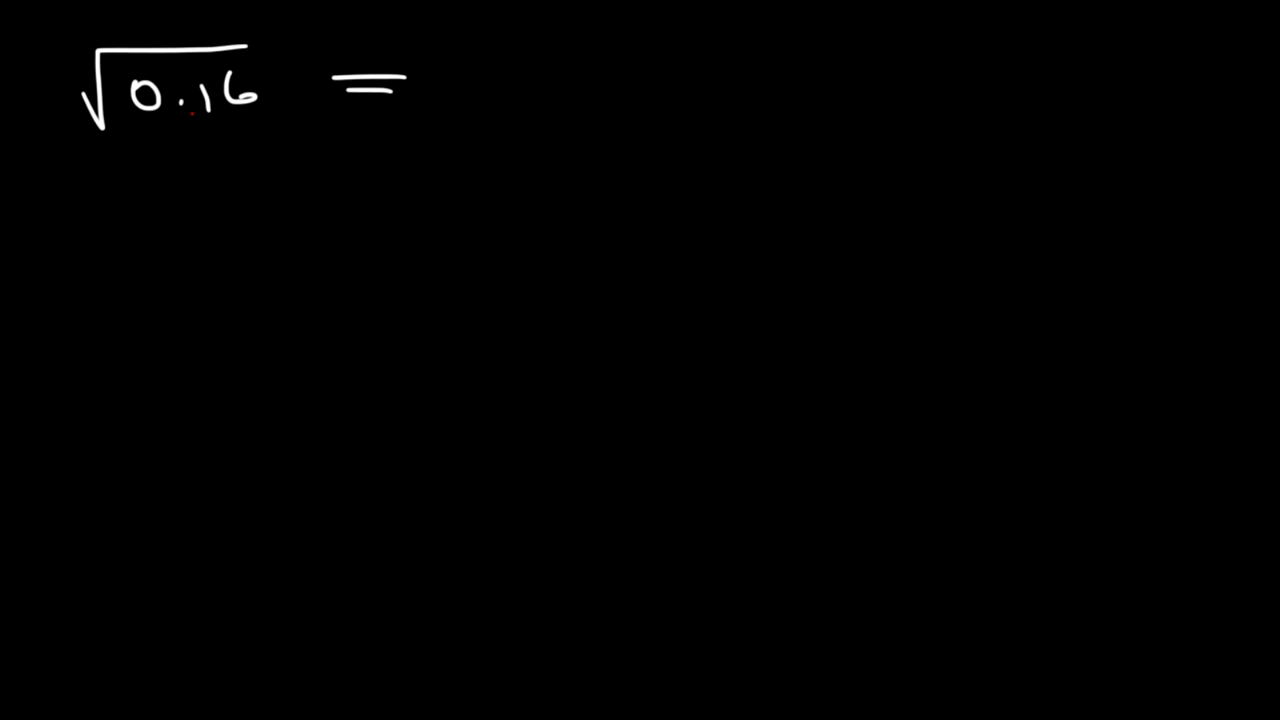 √0.16 =